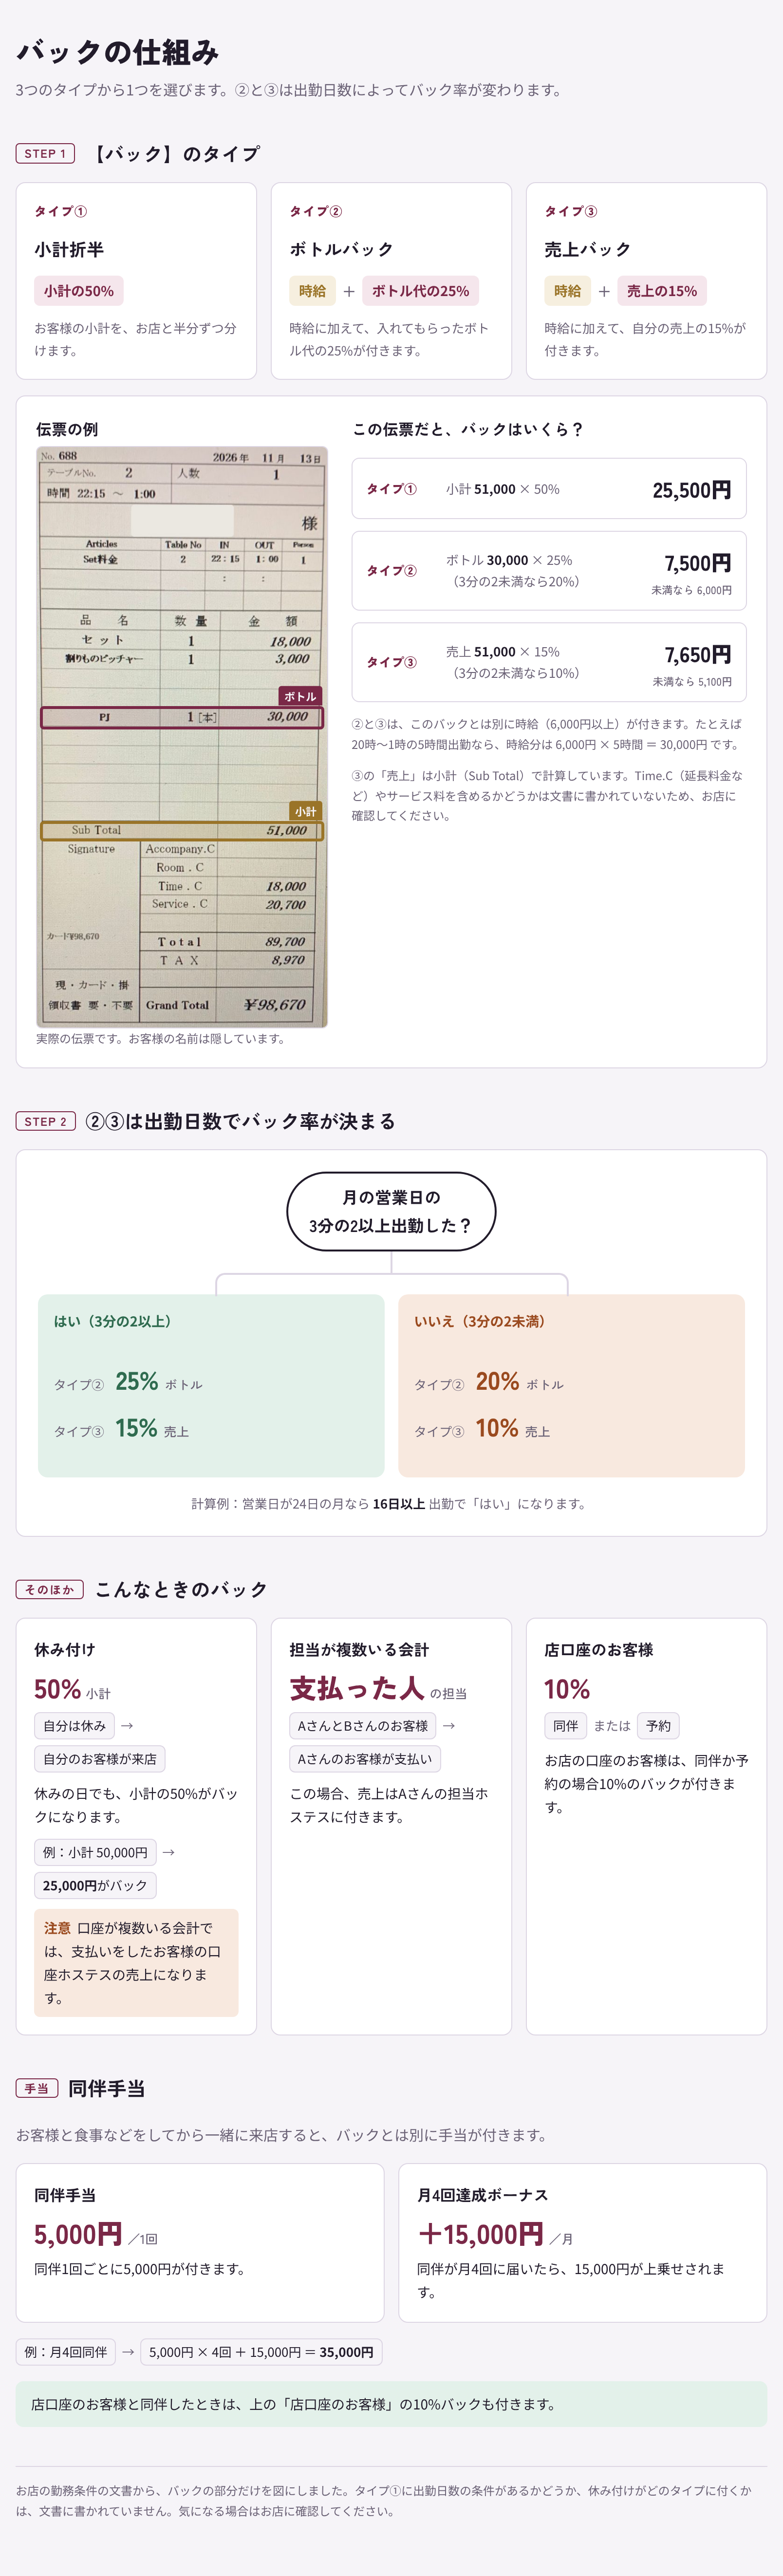 バックの仕組み
3つのタイプから1つを選びます。②と③は出勤日数によってバック率が変わります。
STEP 1 【バック】のタイプ
タイプ①
小計折半
小計の50%
お客様の小計を、お店と半分ずつ分
けます。
タイプ②
ボトルバック
時給 + ボトル代の25%
時給に加えて、入れてもらったボト
ル代の25%が付きます。
タイプ③
売上バック
時給 + 売上の15%
時給に加えて、自分の売上の15%が
付きます。
伝票の例
No. 688 2026年 11月 13日
テーブルNo. 2 人数 1
時間 22:15 ～ 1:00
様
Articles Table No IN OUT Person
Set料金 2 22:15 1:00 1
: :
品 名 数 量 金 額
セット 1 18,000
割りものピッチャー 1 3,000
ボトル
PJ 1 [本] 30,000
小計
Sub Total 51,000
Signature Accompany.C
Room . C
Time . C 18,000
Service . C 20,700
カード¥98,670
Total 89,700
TAX 8,970
現・カード・掛
領収書 要・不要 Grand Total ¥98,670
実際の伝票です。お客様の名前は隠しています。
この伝票だと、バックはいくら？
タイプ① 小計 51,000 × 50% 25,500円
タイプ② ボトル 30,000 × 25% 7,500円
（3分の2未満なら20%） 未満なら 6,000円
タイプ③ 売上 51,000 × 15% 7,650円
（3分の2未満なら10%） 未満なら 5,100円
②と③は、このバックとは別に時給（6,000円以上）が付きます。たとえば
20時〜1時の5時間出勤なら、時給分は 6,000円 × 5時間 ＝ 30,000円 です。
③の「売上」は小計（Sub Total）で計算しています。Time.C（延長料金な
ど）やサービス料を含めるかどうかは文書に書かれていないため、お店に
確認してください。
STEP 2 ②③は出勤日数でバック率が決まる
月の営業日の
3分の2以上出勤した？
はい（3分の2以上）
タイプ② 25% ボトル
タイプ③ 15% 売上
いいえ（3分の2未満）
タイプ② 20% ボトル
タイプ③ 10% 売上
計算例：営業日が24日の月なら 16日以上 出勤で「はい」になります。
そのほか こんなときのバック
休み付け
50% 小計
自分は休み →
自分のお客様が来店
休みの日でも、小計の50%がバッ
クになります。
例：小計 50,000円 →
25,000円がバック
注意 口座が複数いる会計で
は、支払いをしたお客様の口
座ホステスの売上になりま
す。
担当が複数いる会計
支払った人 の担当
AさんとBさんのお客様 →
Aさんのお客様が支払い
この場合、売上はAさんの担当ホ
ステスに付きます。
店口座のお客様
10%
同伴 または 予約
お店の口座のお客様は、同伴か予
約の場合10%のバックが付きま
す。
手当 同伴手当
お客様と食事などをしてから一緒に来店すると、バックとは別に手当が付きます。
同伴手当
5,000円 ／1回
同伴1回ごとに5,000円が付きます。
月4回達成ボーナス
＋15,000円 ／月
同伴が月4回に届いたら、15,000円が上乗せされま
す。
例：月4回同伴 → 5,000円 × 4回 ＋ 15,000円 ＝ 35,000円
店口座のお客様と同伴したときは、上の「店口座のお客様」の10%バックも付きます。
お店の勤務条件の文書から、バックの部分だけを図にしました。タイプ①に出勤日数の条件があるかどうか、休み付けがどのタイプに付くか
は、文書に書かれていません。気になる場合はお店に確認してください。